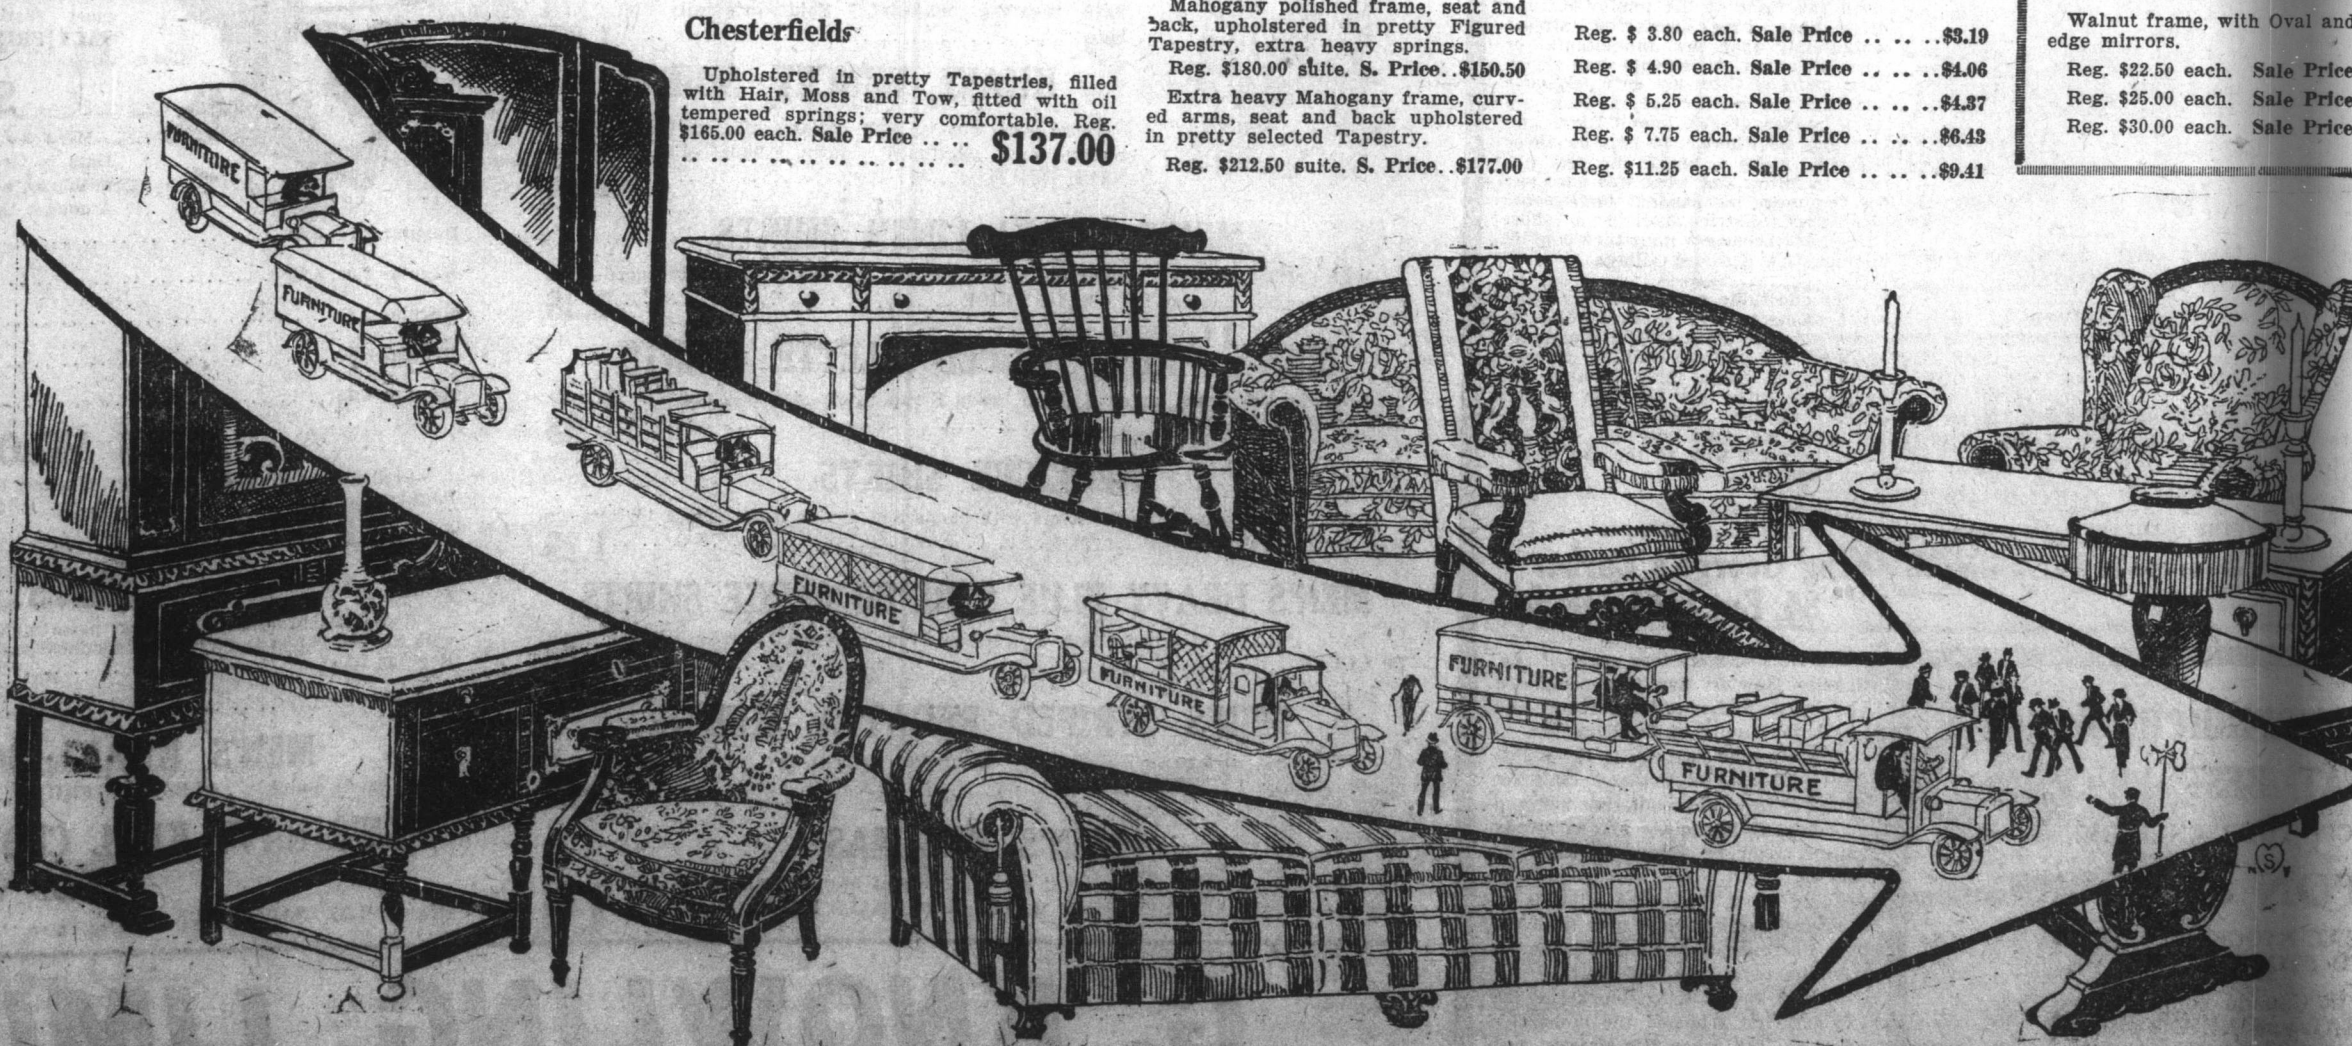 Chesterfields
Upholstered in pretty Tapestries, filled
with Hair, Moss and Tow, fitted with oil
tempered springs; very comfortable. Reg.
$165.00 each. Sale Price .. ..
.. .. .. .. .. .. .. .. .. .. $137.00
Mahogany polished frame, seat and
back, upholstered in pretty Figured
Tapestry, extra heavy springs.
Reg. $180.00 suite. S. Price..$150.50
Extra heavy Mahogany frame, curv-
ed arms, seat and back upholstered
in pretty selected Tapestry.
Reg. $212.50 suite. S. Price..$177.00
Reg. $ 3.80 each. Sale Price .. .. ..$3.19
Reg. $ 4.90 each. Sale Price .. .. ..$4.06
Reg. $ 5.25 each. Sale Price .. .. ..$4.37
Reg. $ 7.75 each. Sale Price .. .. ..$6.43
Reg. $11.25 each. Sale Price .. .. ..$9.41
Walnut frame, with Oval and
edge mirrors.
Reg. $22.50 each. Sale Price
Reg. $25.00 each. Sale Price
Reg. $30.00 each. Sale Price
FURNITURE
FURNITURE
FURNITURE
FURNITURE
FURNITURE
FURNITURE
S